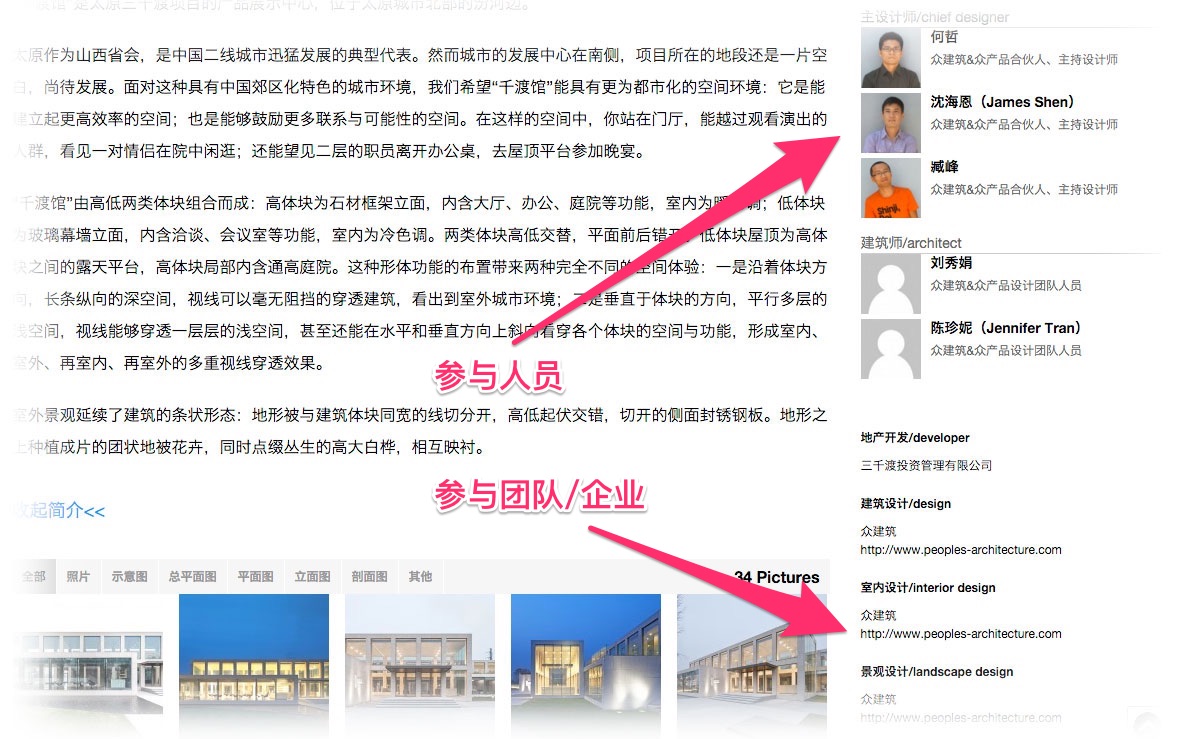 渡馆”是太原三千渡项目的产品展示中心，位于太原城市北部的汾河边。
太原作为山西省会，是中国二线城市迅猛发展的典型代表。然而城市的发展中心在南侧，项目所在的地段还是一片空
白，尚待发展。面对这种具有中国郊区化特色的城市环境，我们希望“千渡馆”能具有更为都市化的空间环境：它是能
建立起更高效率的空间；也是能够鼓励更多联系与可能性的空间。在这样的空间中，你站在门厅，能越过观看演出的
人群，看见一对情侣在院中闲逛；还能望见二层的职员离开办公桌，去屋顶平台参加晚宴。
“千渡馆”由高低两类体块组合而成：高体块为石材框架立面，内含大厅、办公、庭院等功能，室内为暖色调；低体块
为玻璃幕墙立面，内含洽谈、会议室等功能，室内为冷色调。两类体块高低交替，平面前后错开。低体块屋顶为高体
块之间的露天平台，高体块局部内含通高庭院。这种形体功能的布置带来两种完全不同的空间体验：一是沿着体块方
向，长条纵向的深空间，视线可以毫无阻挡的穿透建筑，看出到室外城市环境；二是垂直于体块的方向，平行多层的
浅空间，视线能够穿透一层层的浅空间，甚至还能在水平和垂直方向上斜向看穿各个体块的空间与功能，形成室内、
室外、再室内、再室外的多重视线穿透效果。
参与人员
室外景观延续了建筑的条状形态：地形被与建筑体块同宽的线切分开，高低起伏交错，切开的侧面封锈钢板。地形之
上种植成片的团状地被花卉，同时点缀丛生的高大白桦，相互映衬。
参与团队/企业
收起简介<<
全部 照片 示意图 总平面图 平面图 立面图 剖面图 其他 34 Pictures
主设计师/chief designer
何哲
众建筑&众产品合伙人、主持设计师
沈海恩（James Shen）
众建筑&众产品合伙人、主持设计师
臧峰
众建筑&众产品合伙人、主持设计师
建筑师/architect
刘秀娟
众建筑&众产品设计团队人员
陈珍妮（Jennifer Tran）
众建筑&众产品设计团队人员
地产开发/developer
三千渡投资管理有限公司
建筑设计/design
众建筑
http://www.peoples-architecture.com
室内设计/interior design
众建筑
http://www.peoples-architecture.com
景观设计/landscape design
众建筑
http://www.peoples-architecture.com